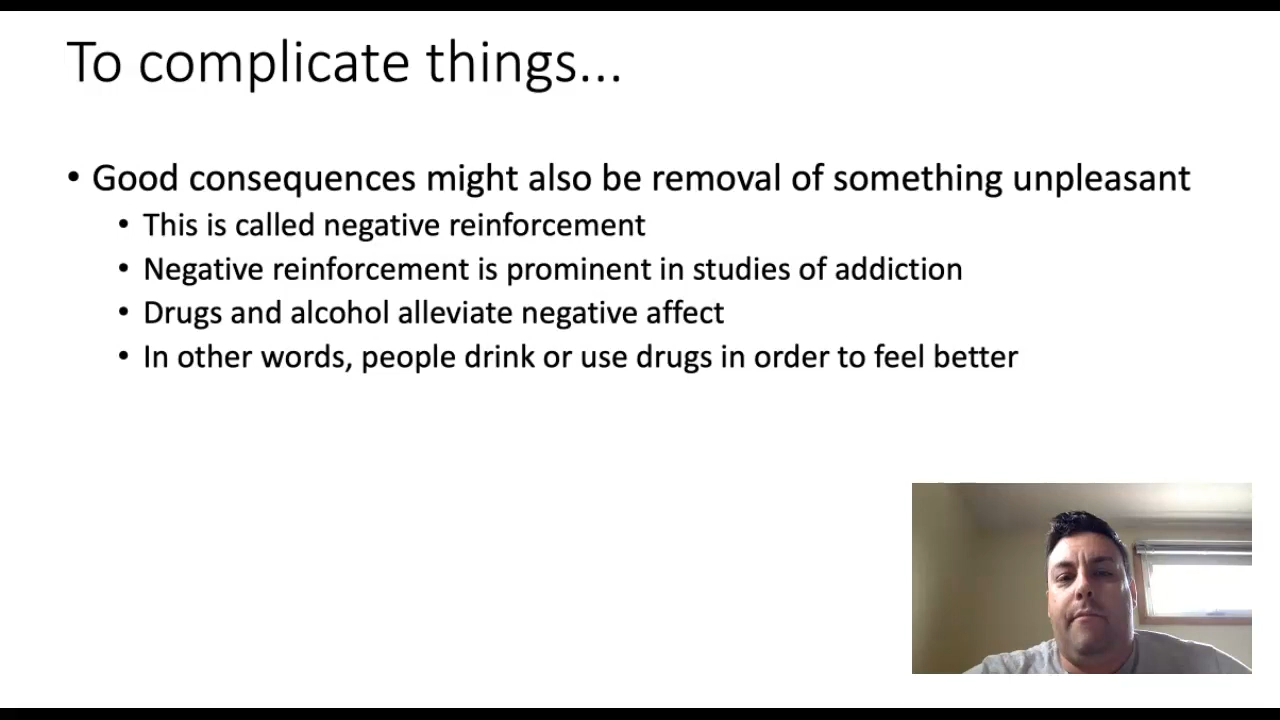 To complicate things...
• Good consequences might also be removal of something unpleasant
• This is called negative reinforcement
• Negative reinforcement is prominent in studies of addiction
• Drugs and alcohol alleviate negative affect
• In other words, people drink or use drugs in order to feel better